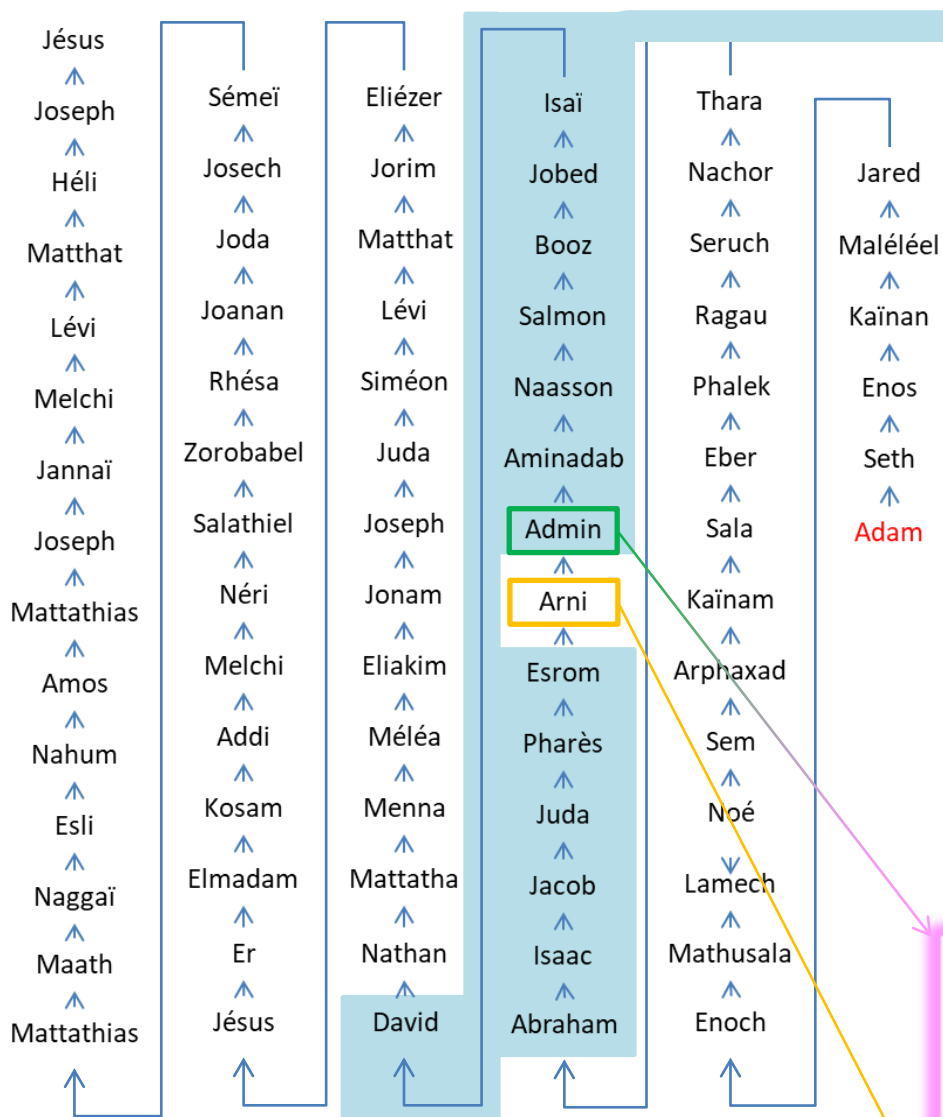 Jésus
Joseph
Héli
Matthat
Lévi
Melchi
Jannaï
Joseph
Mattathias
Amos
Nahum
Esli
Naggaï
Maath
Mattathias
Sémeï
Josech
Joda
Joanan
Rhésa
Zorobabel
Salathiel
Néri
Melchi
Addi
Kosam
Elmadam
Er
Jésus
Eliézer
Jorim
Matthat
Lévi
Siméon
Juda
Joseph
Jonam
Eliakim
Méléa
Menna
Mattatha
Nathan
David
Isaï
Jobed
Booz
Salmon
Naasson
Aminadab
Admin
Arni
Esrom
Pharès
Juda
Jacob
Isaac
Abraham
Thara
Nachor
Seruch
Ragau
Phalek
Eber
Sala
Kaïnam
Arphaxad
Sem
Noé
Lamech
Mathusala
Enoch
Jared
Maléléel
Kaïnan
Enos
Seth
Adam